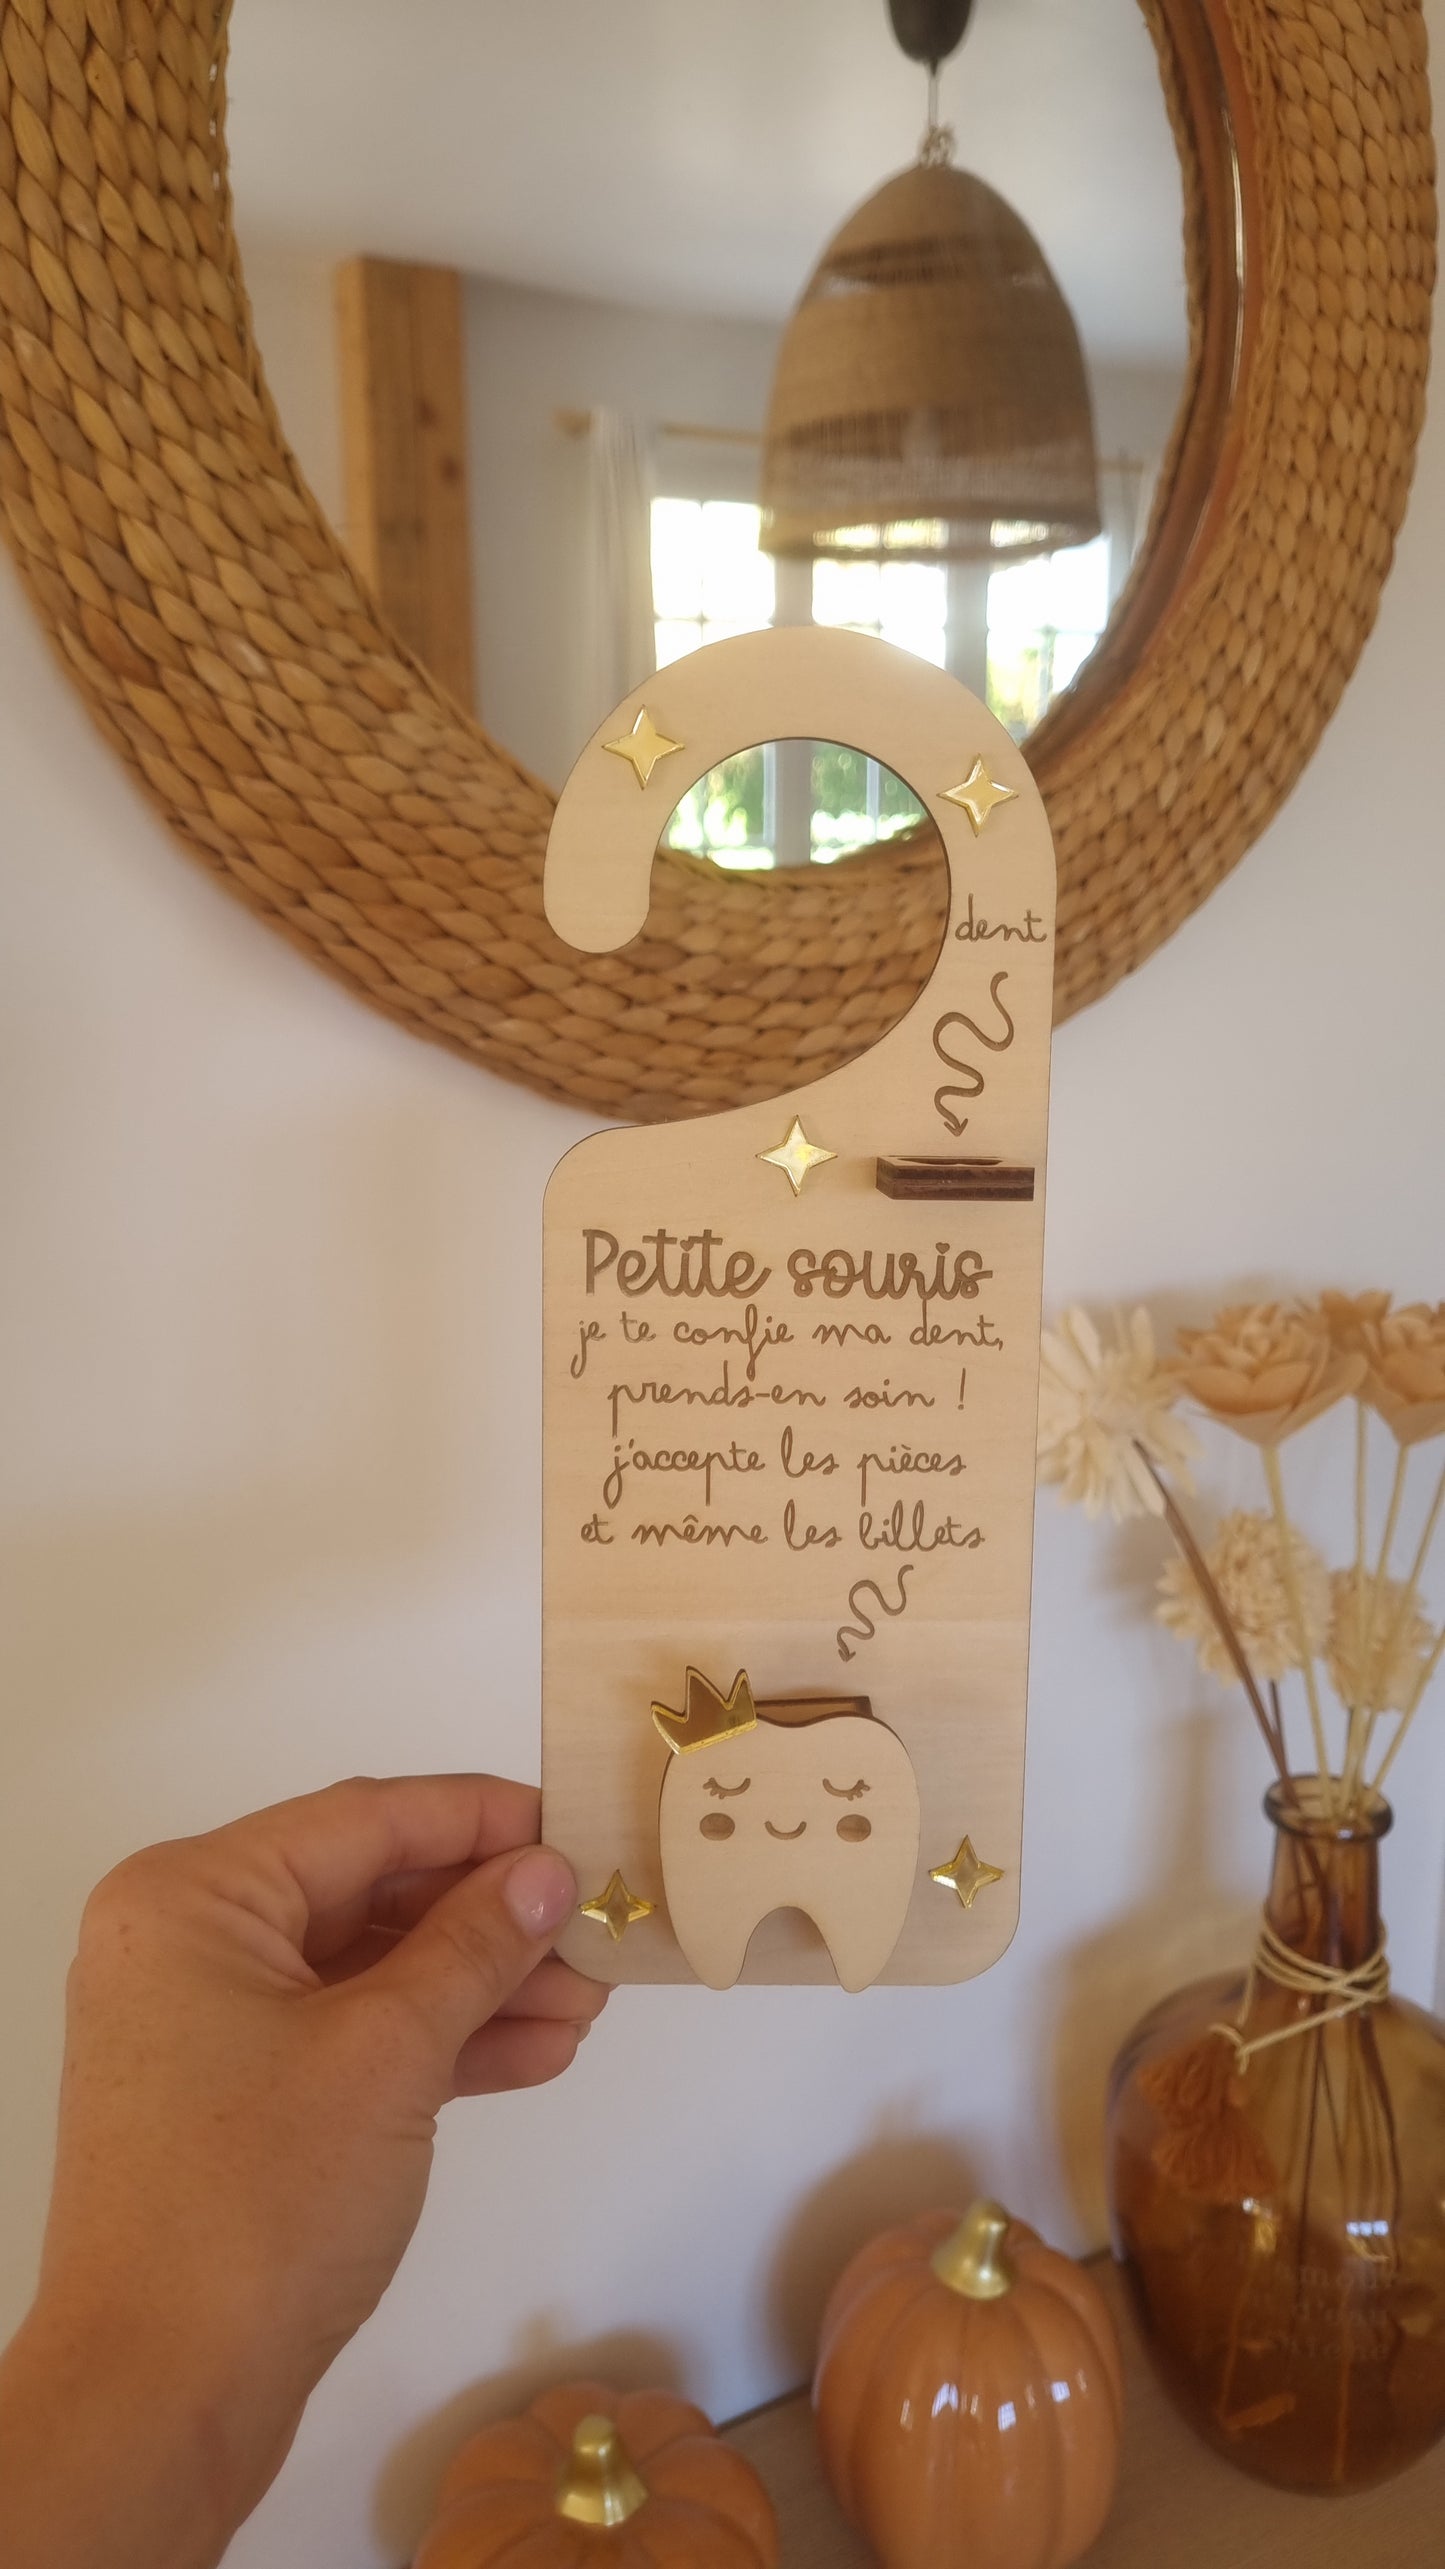 dent
Petite souris
je te confie ma dent,
prends-en soin !
j'accepte les pièces
et même les billets